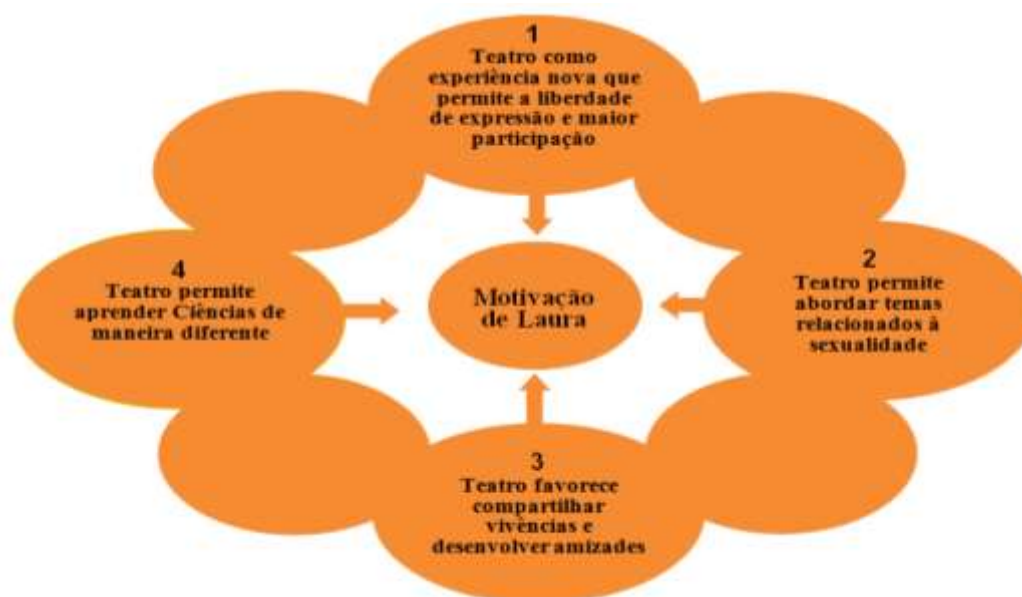 1
Teatro como
experiência nova que
permite a liberdade
de expressão e maior
participação
2
Teatro permite
abordar temas
relacionados à
sexualidade
3
Teatro favorece
compartilhar
vivências e
desenvolver amizades
4
Teatro permite
aprender Ciências de
maneira diferente
Motivação
de Laura